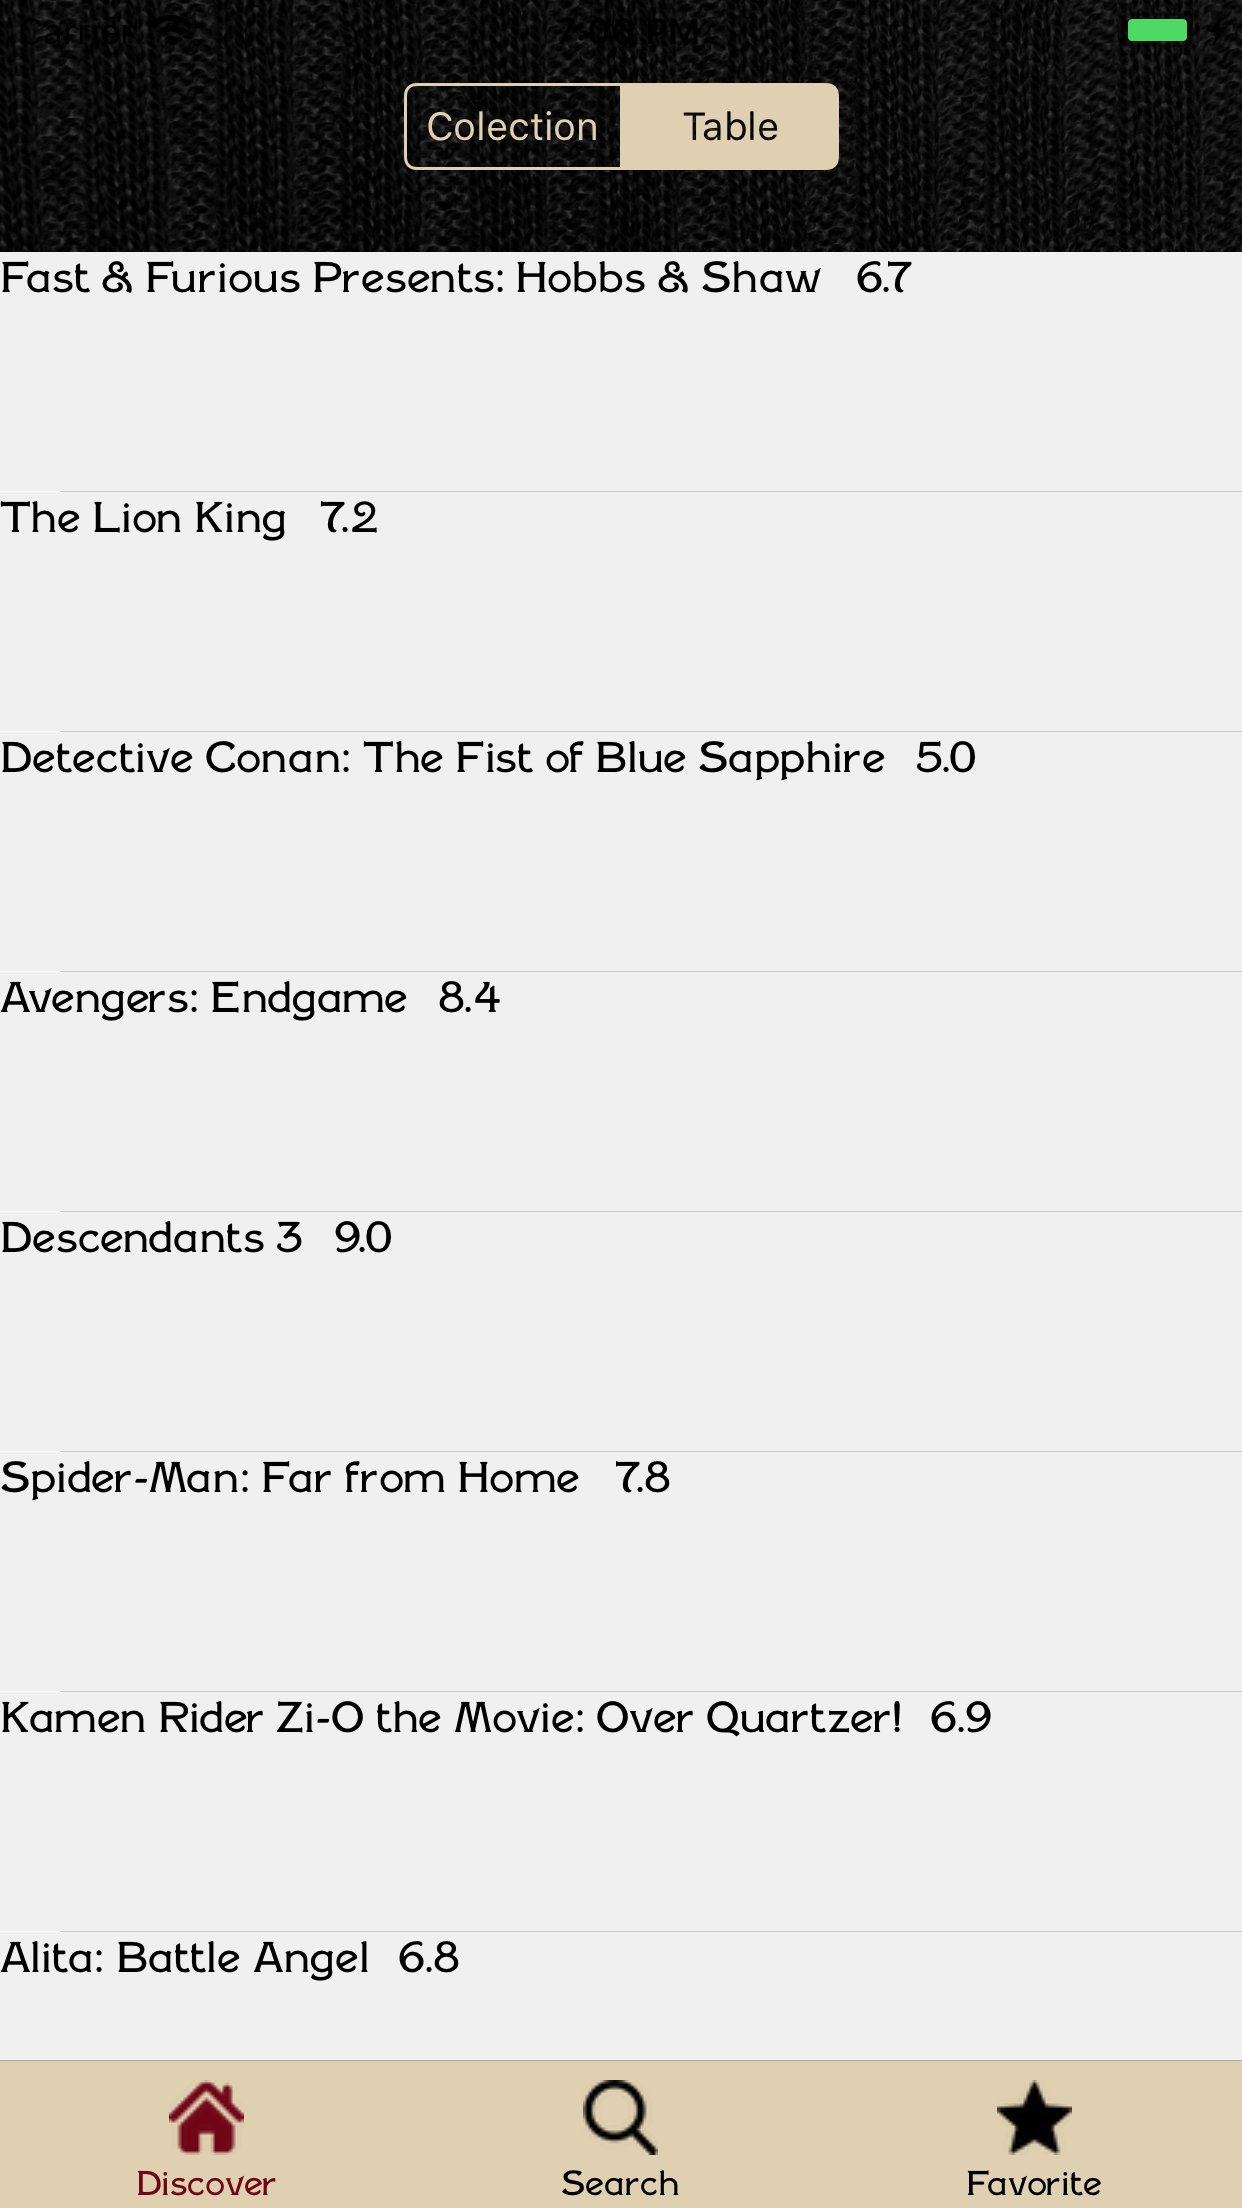 Colection Table
Fast & Furious Presents: Hobbs & Shaw 6.7
The Lion King 7.2
Detective Conan: The Fist of Blue Sapphire 5.0
Avengers: Endgame 8.4
Descendants 3 9.0
Spider-Man: Far from Home 7.8
Kamen Rider Zi-O the Movie: Over Quartzer! 6.9
Alita: Battle Angel 6.8
Discover Search Favorite